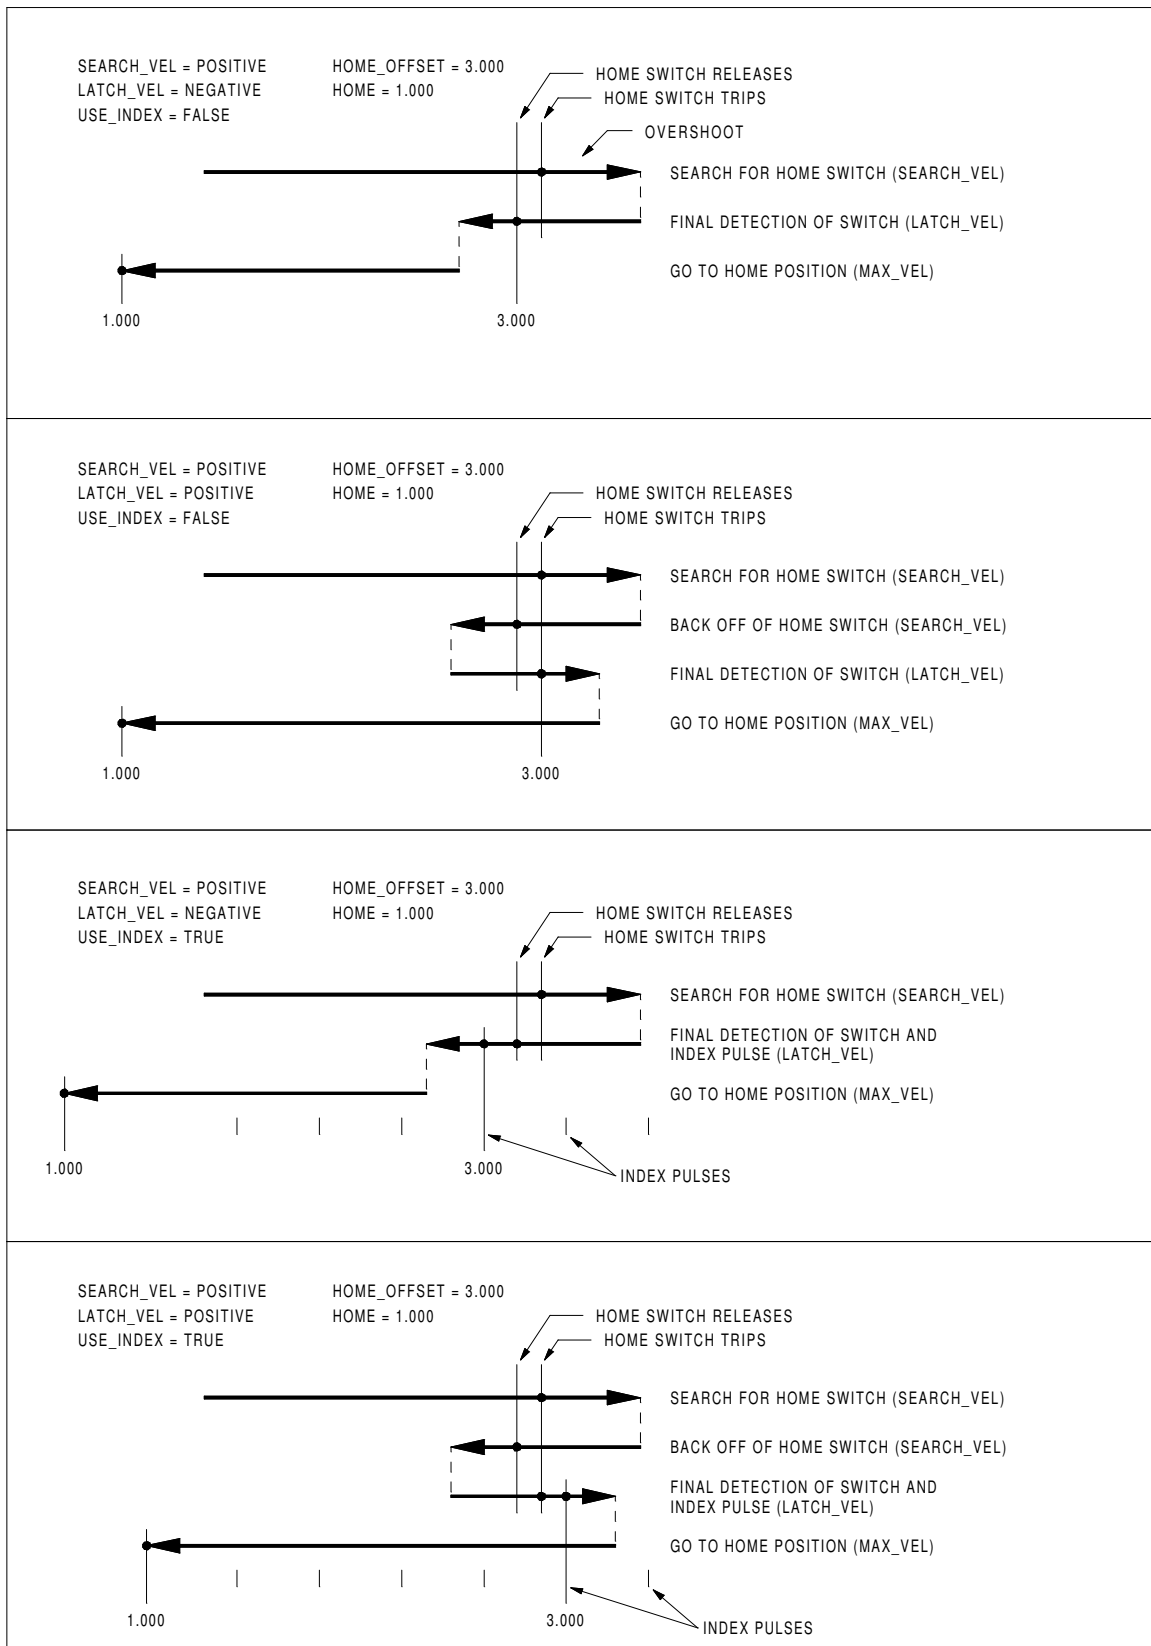 SEARCH_VEL = POSITIVE HOME_OFFSET = 3.000
LATCH_VEL = NEGATIVE HOME = 1.000
USE_INDEX = FALSE
HOME SWITCH RELEASES
HOME SWITCH TRIPS
OVERSHOOT
SEARCH FOR HOME SWITCH (SEARCH_VEL)
FINAL DETECTION OF SWITCH (LATCH_VEL)
GO TO HOME POSITION (MAX_VEL)
1.000 3.000
SEARCH_VEL = POSITIVE HOME_OFFSET = 3.000
LATCH_VEL = POSITIVE HOME = 1.000
USE_INDEX = FALSE
HOME SWITCH RELEASES
HOME SWITCH TRIPS
SEARCH FOR HOME SWITCH (SEARCH_VEL)
BACK OFF OF HOME SWITCH (SEARCH_VEL)
FINAL DETECTION OF SWITCH (LATCH_VEL)
GO TO HOME POSITION (MAX_VEL)
1.000 3.000
SEARCH_VEL = POSITIVE HOME_OFFSET = 3.000
LATCH_VEL = NEGATIVE HOME = 1.000
USE_INDEX = TRUE
HOME SWITCH RELEASES
HOME SWITCH TRIPS
SEARCH FOR HOME SWITCH (SEARCH_VEL)
FINAL DETECTION OF SWITCH AND
INDEX PULSE (LATCH_VEL)
GO TO HOME POSITION (MAX_VEL)
1.000 3.000
INDEX PULSES
SEARCH_VEL = POSITIVE HOME_OFFSET = 3.000
LATCH_VEL = POSITIVE HOME = 1.000
USE_INDEX = TRUE
HOME SWITCH RELEASES
HOME SWITCH TRIPS
SEARCH FOR HOME SWITCH (SEARCH_VEL)
BACK OFF OF HOME SWITCH (SEARCH_VEL)
FINAL DETECTION OF SWITCH AND
INDEX PULSE (LATCH_VEL)
GO TO HOME POSITION (MAX_VEL)
1.000 3.000
INDEX PULSES